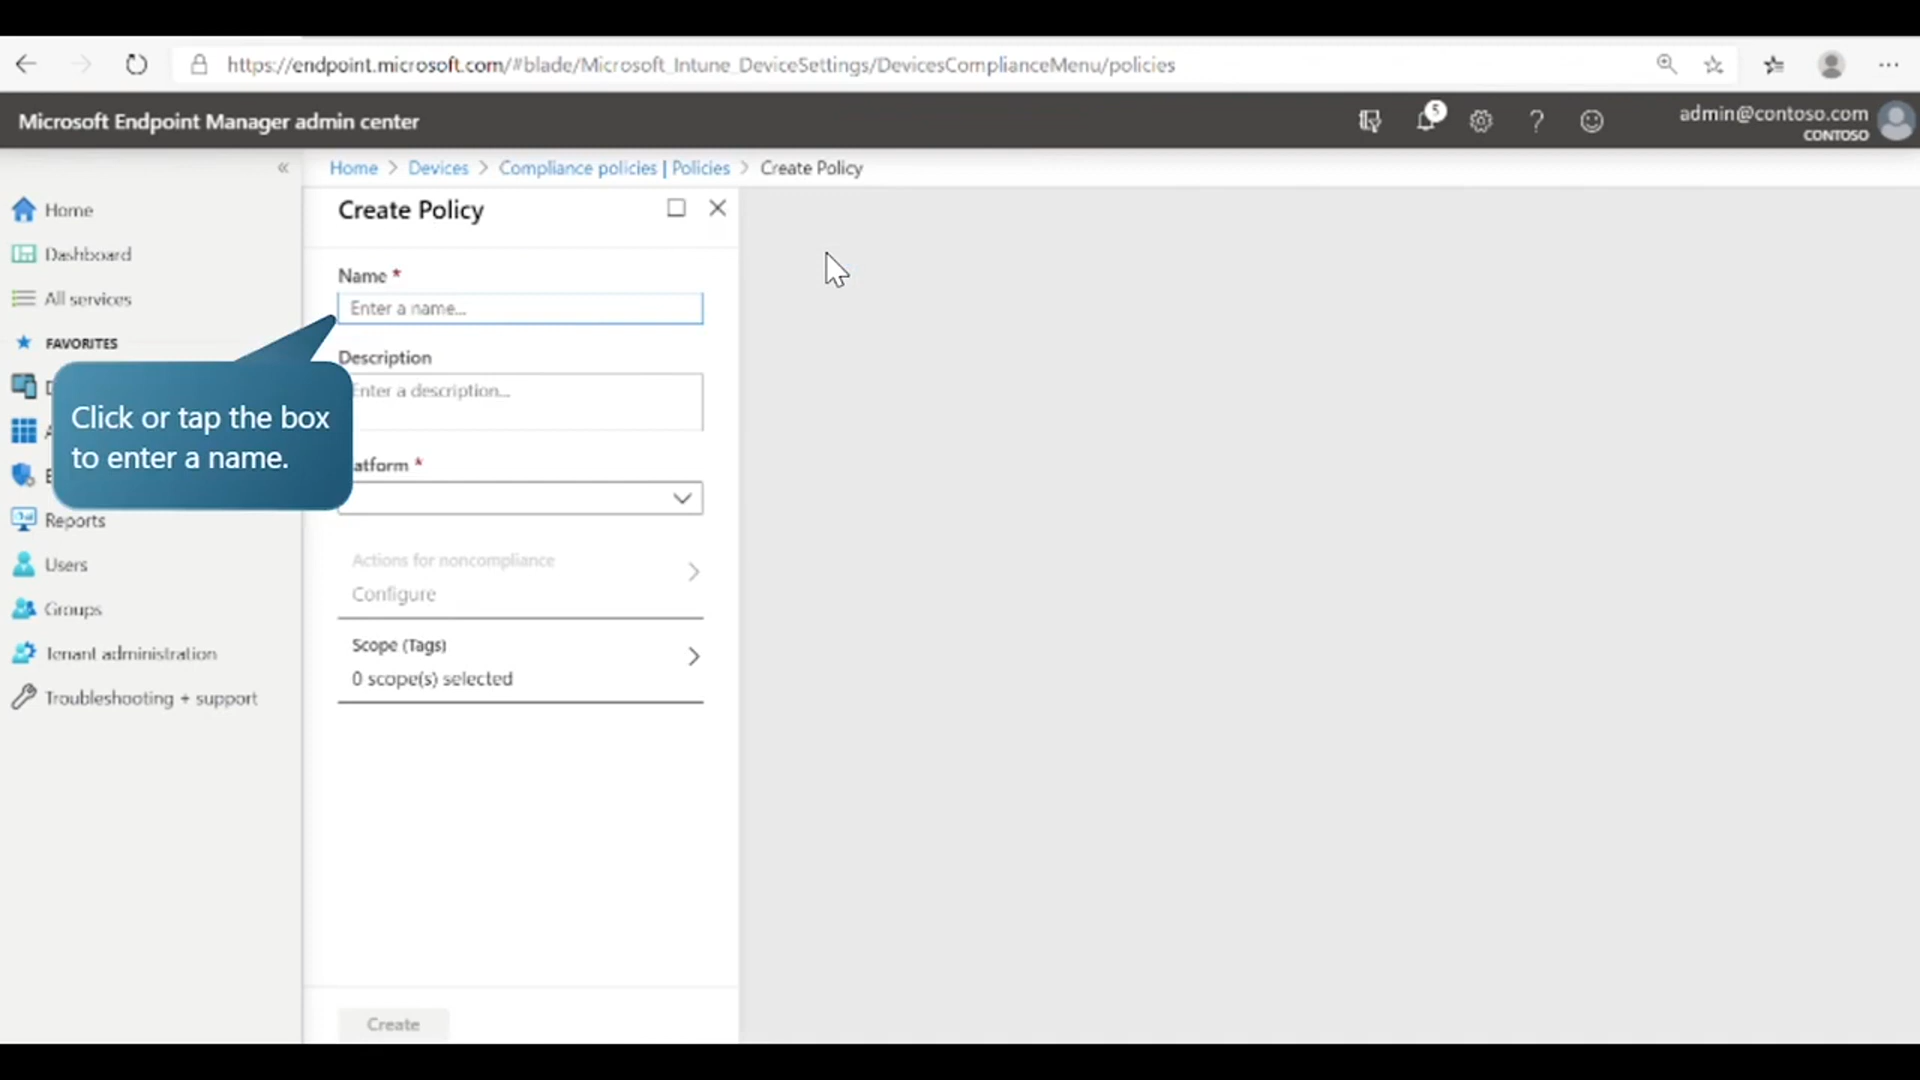 https://endpoint.microsoft.com/#blade/Microsoft_Intune_DeviceSettings/DevicesComplianceMenu/policies
Microsoft Endpoint Manager admin center
5
admin@contoso.com
CONTOSO
«
Home > Devices > Compliance policies | Policies > Create Policy
Home
Dashboard
All services
FAVORITES
Reports
Users
Groups
Tenant administration
Troubleshooting + support
Click or tap the box
to enter a name.
Create Policy
Name *
Enter a name...
Description
Enter a description...
atform *
Actions for noncompliance
Configure
Scope (Tags)
0 scope(s) selected
Create